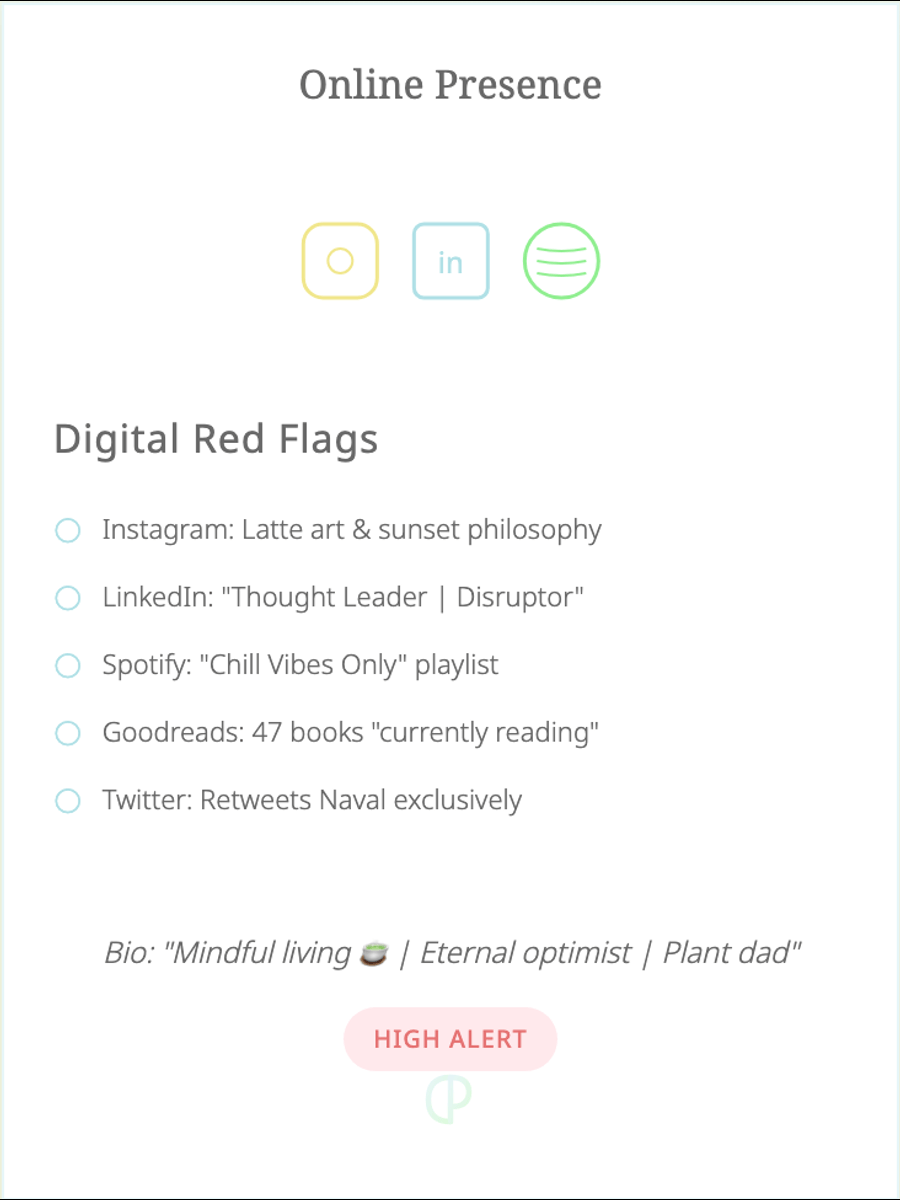 Online Presence
in
Digital Red Flags
Instagram: Latte art & sunset philosophy
LinkedIn: "Thought Leader | Disruptor"
Spotify: "Chill Vibes Only" playlist
Goodreads: 47 books "currently reading"
Twitter: Retweets Naval exclusively
Bio: "Mindful living 🍵 | Eternal optimist | Plant dad"
HIGH ALERT